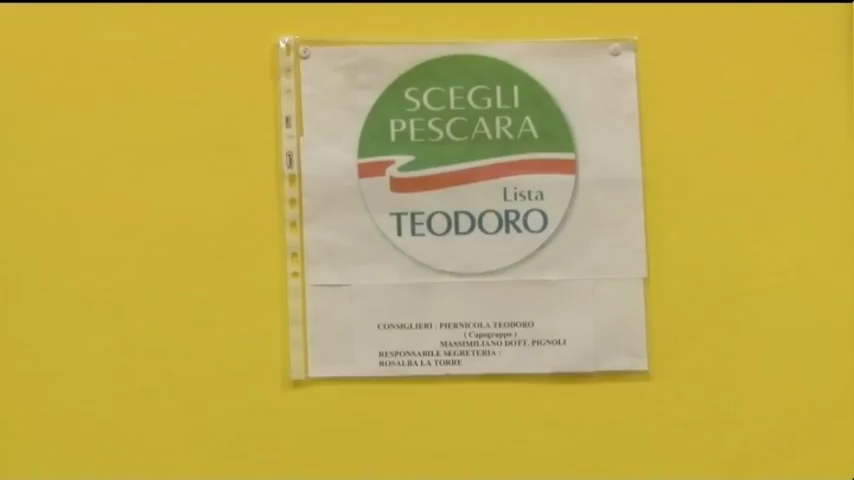 SCEGLI
PESCARA
Lista
TEODORO
CONSIGLIERI : PIERNICOLA TEODORO
( Capogruppo )
MASSIMILIANO DOTT. PIGNOLI
RESPONSABILE SEGRETERIA :
ROSALBA LA TORRE